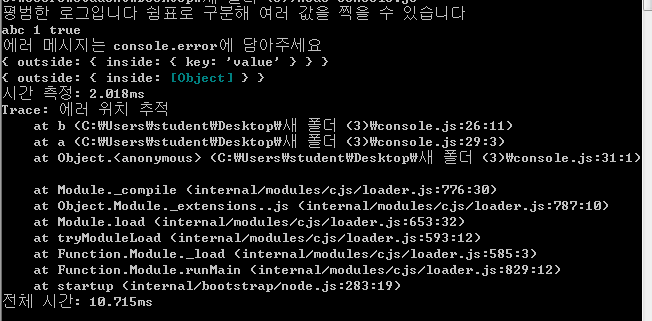 평범한 로그입니다 쉼표로 구분해 여러 값을 찍을 수 있습니다
abc 1 true
에러 메시지는 console.error에 담아주세요
{ outside: { inside: { key: 'value' } } }
{ outside: { inside: [Object] } }
시간 측정: 2.018ms
Trace: 에러 위치 추적
    at b (C:₩Users₩student₩Desktop₩새 폴더 (3)₩console.js:26:11)
    at a (C:₩Users₩student₩Desktop₩새 폴더 (3)₩console.js:29:3)
    at Object.<anonymous> (C:₩Users₩student₩Desktop₩새 폴더 (3)₩console.js:31:1)
    at Module._compile (internal/modules/cjs/loader.js:776:30)
    at Object.Module._extensions..js (internal/modules/cjs/loader.js:787:10)
    at Module.load (internal/modules/cjs/loader.js:653:32)
    at tryModuleLoad (internal/modules/cjs/loader.js:593:12)
    at Function.Module._load (internal/modules/cjs/loader.js:585:3)
    at Function.Module.runMain (internal/modules/cjs/loader.js:829:12)
    at startup (internal/bootstrap/node.js:283:19)
전체 시간: 10.715ms